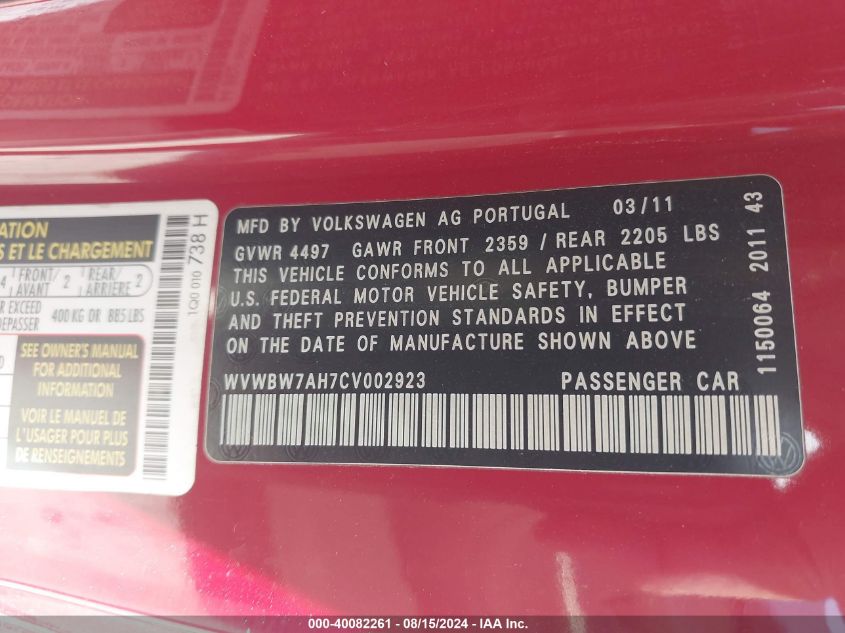 ATION
S ET LE CHARGEMENT
4 FRONT/ AVANT 2 REAR/ ARRIÈRE 2
R EXCEED
DEPASSER 400 KG OR 885 LBS
SEE OWNER'S MANUAL
FOR ADDITIONAL
INFORMATION
VOIR LE MANUEL DE
L'USAGER POUR PLUS
DE RENSEIGNEMENTS
1Q0 010 738 H
MFD BY VOLKSWAGEN AG PORTUGAL 03/11
GVWR 4497 GAWR FRONT 2359 / REAR 2205 LBS
THIS VEHICLE CONFORMS TO ALL APPLICABLE
U.S. FEDERAL MOTOR VEHICLE SAFETY, BUMPER
AND THEFT PREVENTION STANDARDS IN EFFECT
ON THE DATE OF MANUFACTURE SHOWN ABOVE
WVWBW7AH7CV002923 PASSENGER CAR
1150064 2011 43
000-40082261 - 08/15/2024 - IAA Inc.